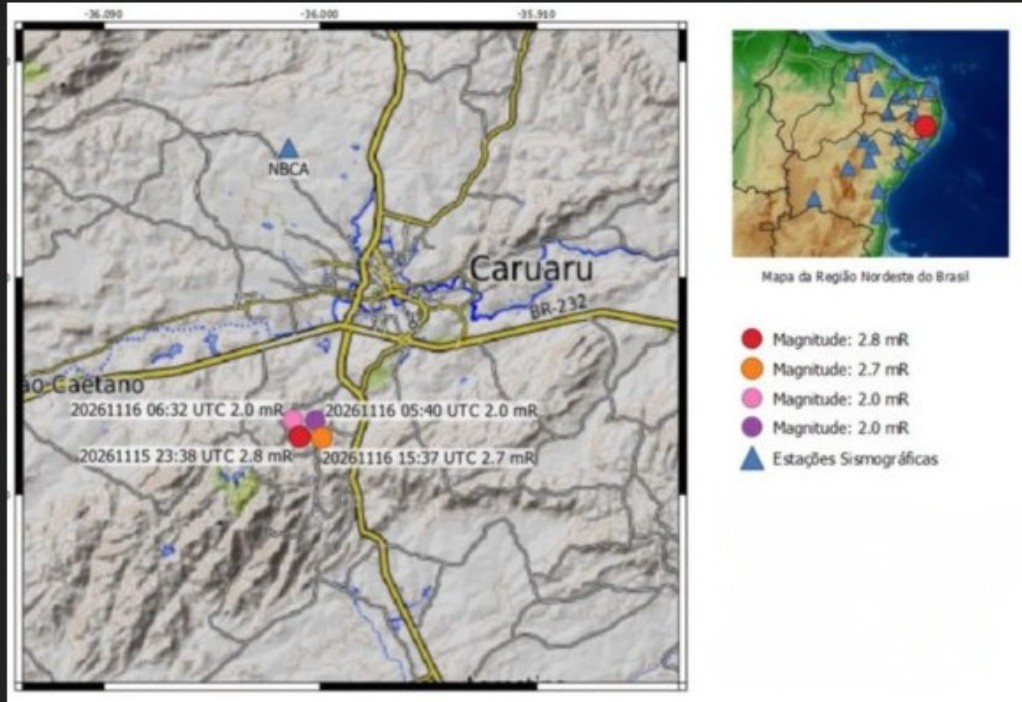 -36.090
-36.000
-35.910
NBCA
Caruaru
BR-232
ão Caetano
20261116 06:32 UTC 2.0 mR
20261116 05:40 UTC 2.0 mR
20261115 23:38 UTC 2.8 mR
20261116 15:37 UTC 2.7 mR
Mapa da Região Nordeste do Brasil
Magnitude: 2.8 mR
Magnitude: 2.7 mR
Magnitude: 2.0 mR
Magnitude: 2.0 mR
Estações Sismográficas